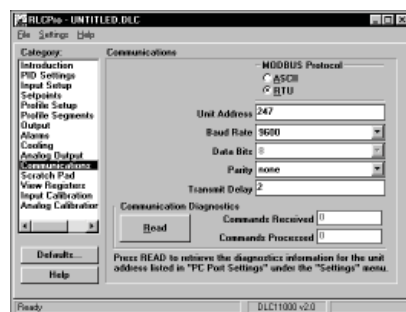 RLCPro - UNTITLED.DLC
File Settings Help
Category:
Introduction
PID Settings
Input Setup
Setpoints
Profile Setup
Profile Segments
Output
Alarms
Cooling
Analog Output
Communications
Scratch Pad
View Registers
Input Calibration
Analog Calibration
Defaults...
Help
Communications
MODBUS Protocol
ASCII
RTU
Unit Address 247
Baud Rate 9600
Data Bits 8
Parity none
Transmit Delay 2
Communication Diagnostics
Read
Commands Received 0
Commands Processed 0
Press READ to retrieve the diagnostics information for the unit
address listed in "PC Port Settings" under the "Settings" menu.
Ready
DLC11000 v2.0